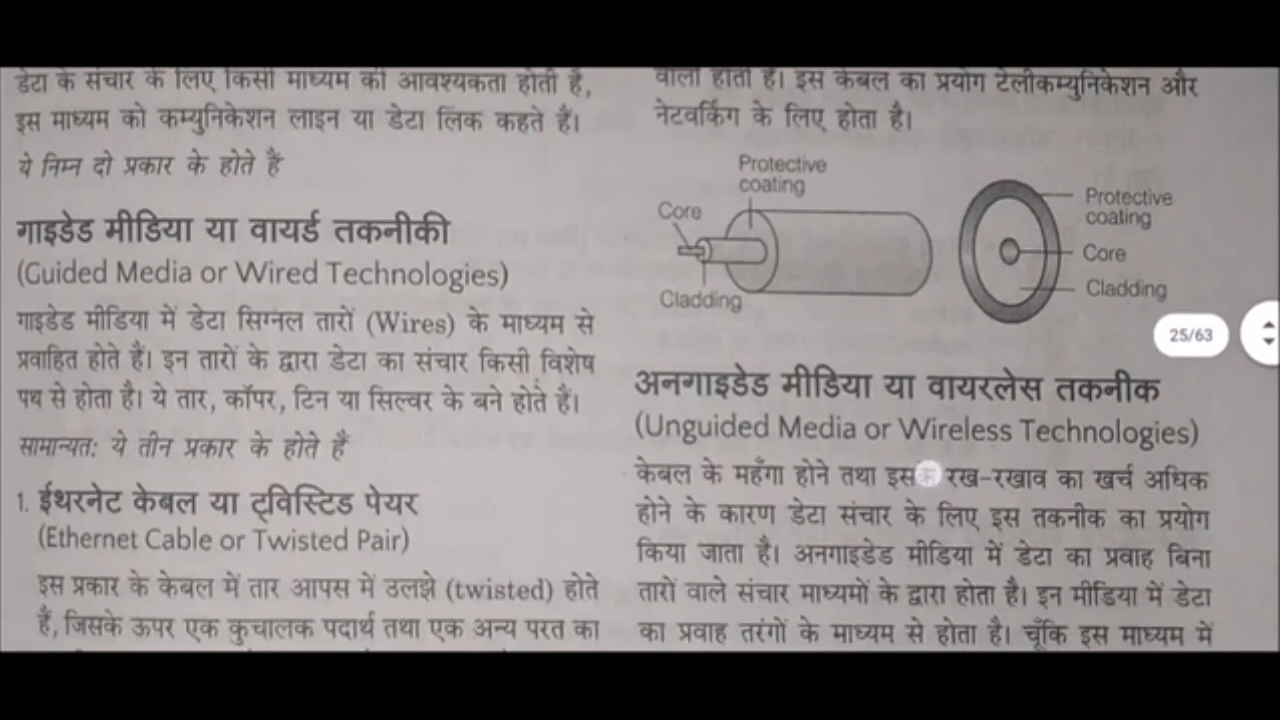 डेटा के संचार के लिए किसी माध्यम की आवश्यकता होती है,
इस माध्यम को कम्युनिकेशन लाइन या डेटा लिंक कहते हैं।
ये निम्न दो प्रकार के होते हैं
गाइडेड मीडिया या वायर्ड तकनीकी
(Guided Media or Wired Technologies)
गाइडेड मीडिया में डेटा सिग्नल तारों (Wires) के माध्यम से
प्रवाहित होते हैं। इन तारों के द्वारा डेटा का संचार किसी विशेष
पथ से होता है। ये तार, कॉपर, टिन या सिल्वर के बने होते हैं।
सामान्यत: ये तीन प्रकार के होते हैं
1. ईथरनेट केबल या ट्विस्टिड पेयर
(Ethernet Cable or Twisted Pair)
इस प्रकार के केबल में तार आपस में उलझे (twisted) होते
हैं, जिसके ऊपर एक कुचालक पदार्थ तथा एक अन्य परत का
वाली होती है। इस केबल का प्रयोग टेलीकम्युनिकेशन और
नेटवर्किंग के लिए होता है।
Protective
coating
Core
Cladding
Protective
coating
Core
Cladding
25/63
अनगाइडेड मीडिया या वायरलेस तकनीक
(Unguided Media or Wireless Technologies)
केबल के महँगा होने तथा इसके रख-रखाव का खर्च अधिक
होने के कारण डेटा संचार के लिए इस तकनीक का प्रयोग
किया जाता है। अनगाइडेड मीडिया में डेटा का प्रवाह बिना
तारों वाले संचार माध्यमों के द्वारा होता है। इन मीडिया में डेटा
का प्रवाह तरंगों के माध्यम से होता है। चूँकि इस माध्यम में